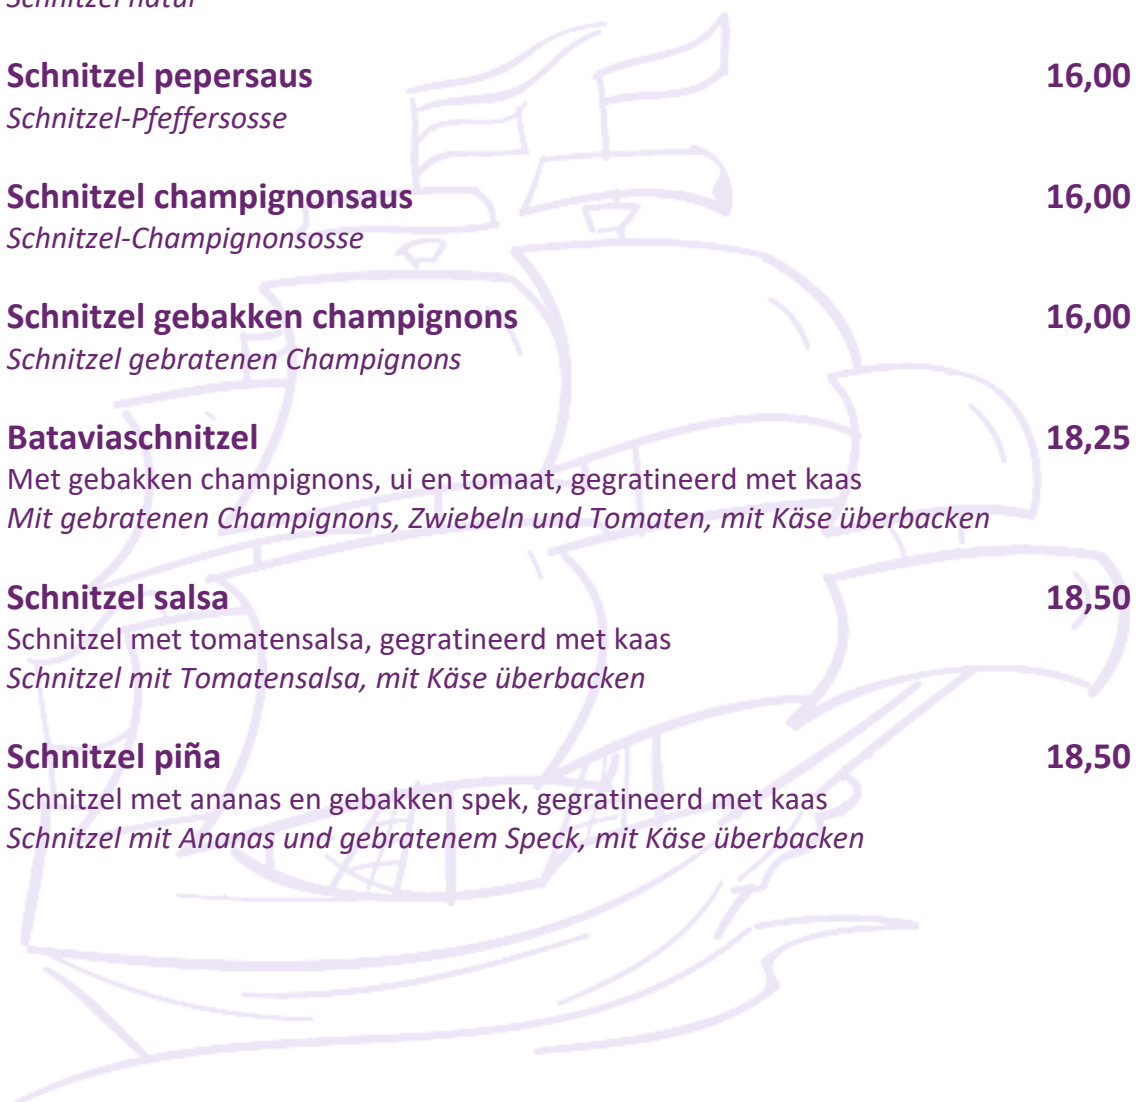 Schnitzel natur
Schnitzel pepersaus 16,00
Schnitzel-Pfeffersosse
Schnitzel champignonsaus 16,00
Schnitzel-Champignonsosse
Schnitzel gebakken champignons 16,00
Schnitzel gebratenen Champignons
Bataviaschnitzel 18,25
Met gebakken champignons, ui en tomaat, gegratineerd met kaas
Mit gebratenen Champignons, Zwiebeln und Tomaten, mit Käse überbacken
Schnitzel salsa 18,50
Schnitzel met tomatensalsa, gegratineerd met kaas
Schnitzel mit Tomatensalsa, mit Käse überbacken
Schnitzel piña 18,50
Schnitzel met ananas en gebakken spek, gegratineerd met kaas
Schnitzel mit Ananas und gebratenem Speck, mit Käse überbacken